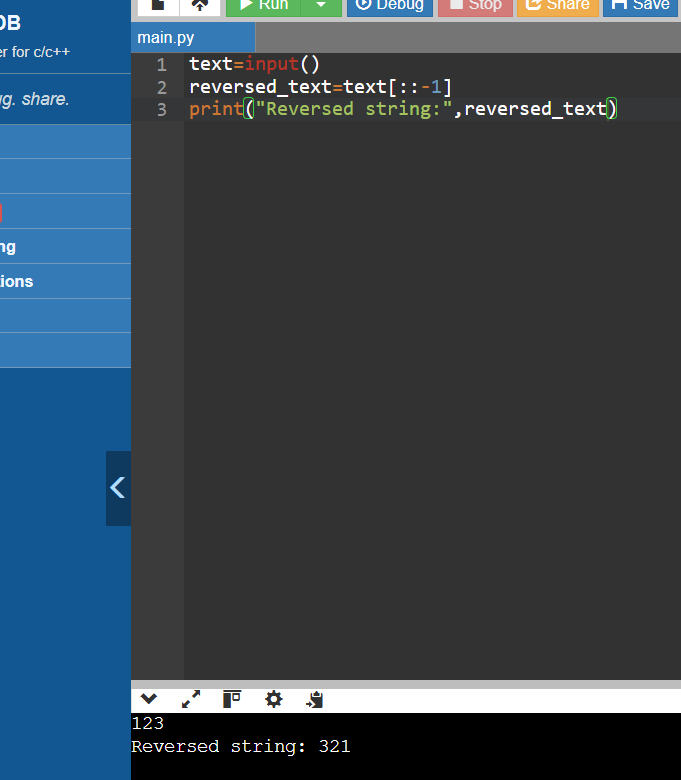 DB
er for c/c++
ug. share.
ng
ions
Run
Debug
Stop
Share
Save
main.py
1 text=input()
2 reversed_text=text[::-1]
3 print("Reversed string:",reversed_text)
123
Reversed string: 321